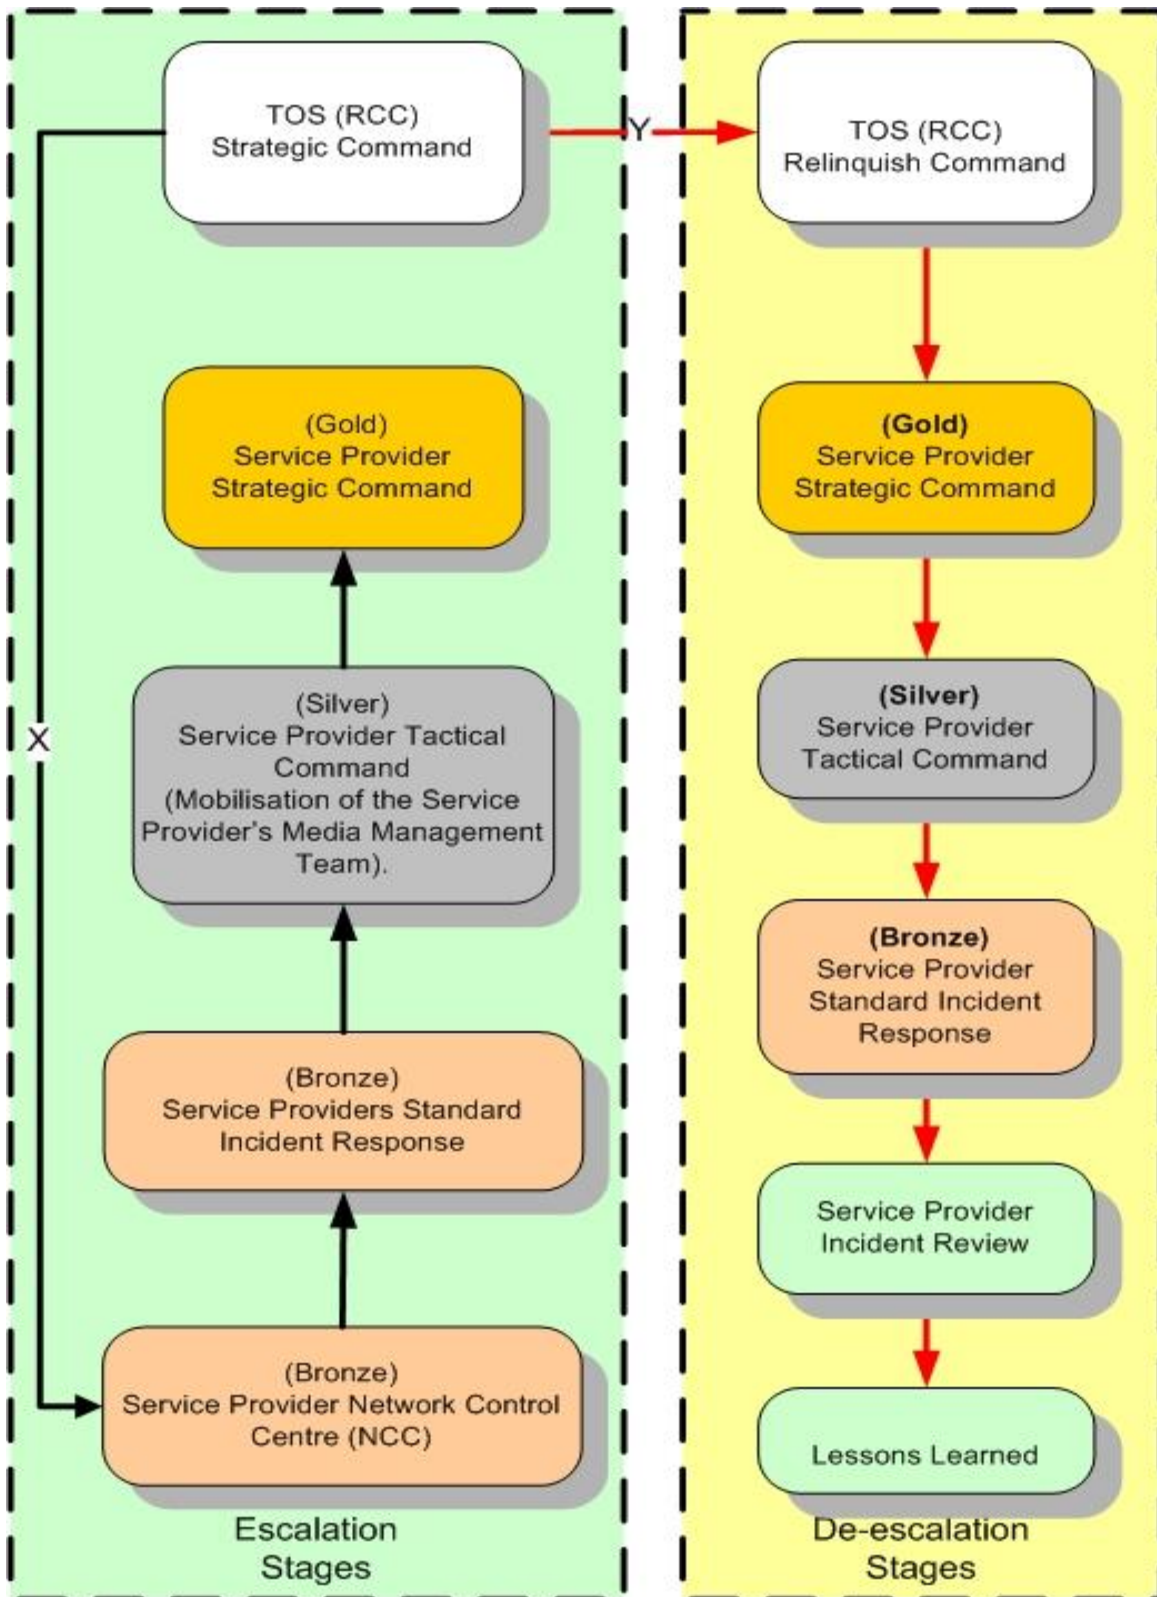 TOS (RCC)
Strategic Command
Y
TOS (RCC)
Relinquish Command
(Gold)
Service Provider
Strategic Command
(Gold)
Service Provider
Strategic Command
(Silver)
Service Provider Tactical
Command
(Mobilisation of the Service
Provider's Media Management
Team).
X
(Silver)
Service Provider
Tactical Command
(Bronze)
Service Provider
Standard Incident
Response
(Bronze)
Service Providers Standard
Incident Response
Service Provider
Incident Review
(Bronze)
Service Provider Network Control
Centre (NCC)
Lessons Learned
Escalation
Stages
De-escalation
Stages